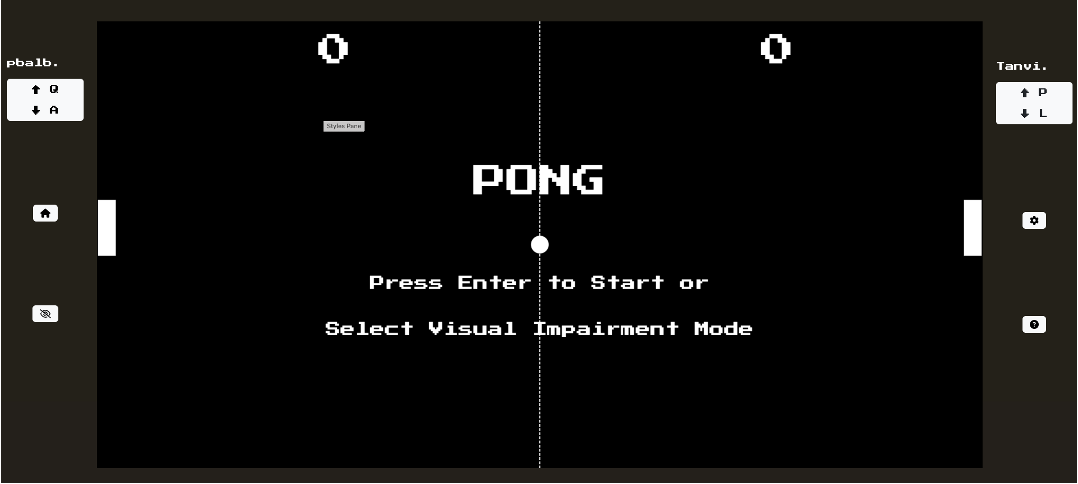 0 0
pbalb.
Tanvi.
↑ Q
↓ A
↑ P
↓ L
Styles Pane
PONG
Press Enter to Start or
Select Visual Impairment Mode
?